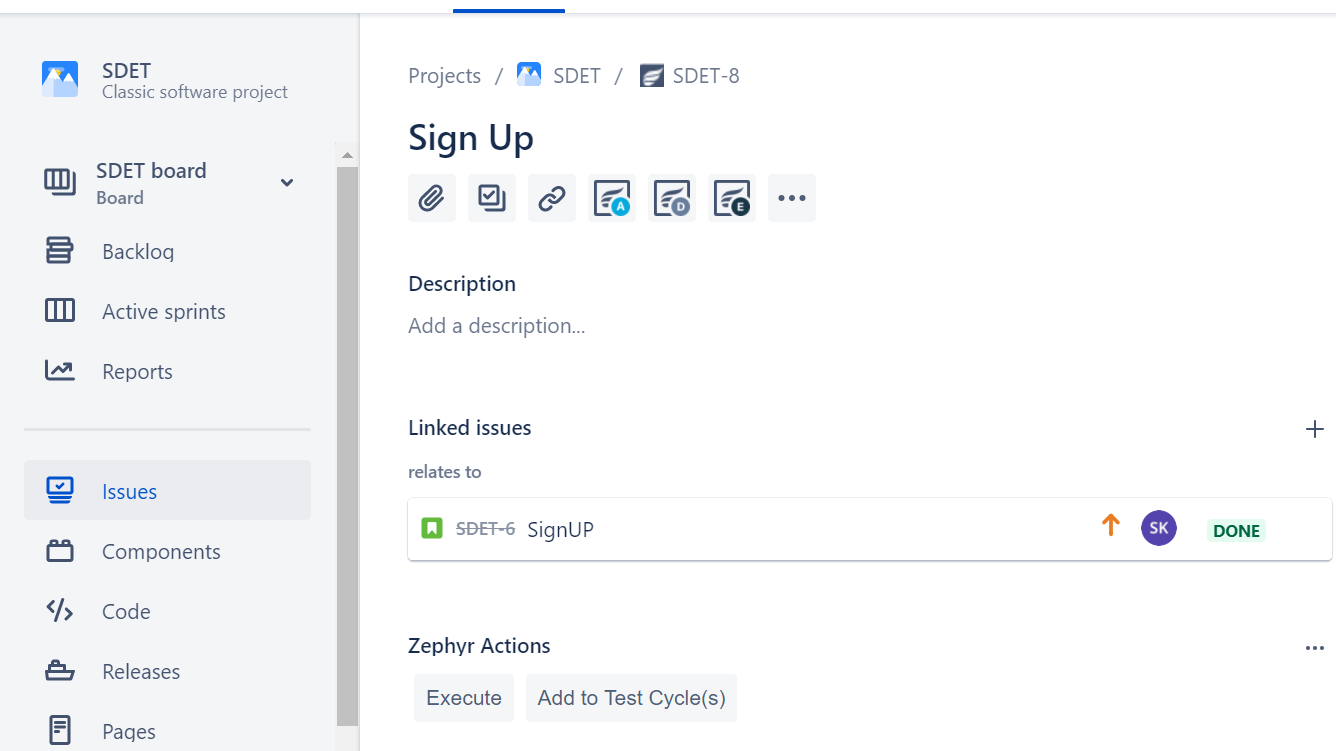 SDET
Classic software project
SDET board
Board
Backlog
Active sprints
Reports
Issues
Components
Code
Releases
Pages
Projects / SDET / SDET-8
Sign Up
A D E
Description
Add a description...
Linked issues
relates to
SDET-6 SignUP SK DONE
Zephyr Actions
Execute Add to Test Cycle(s)